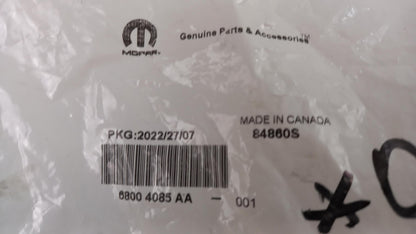 MOPAR
Genuine Parts & Accessories
MADE IN CANADA
PKG:2022/27/07
84860S
6800 4085 AA - 001